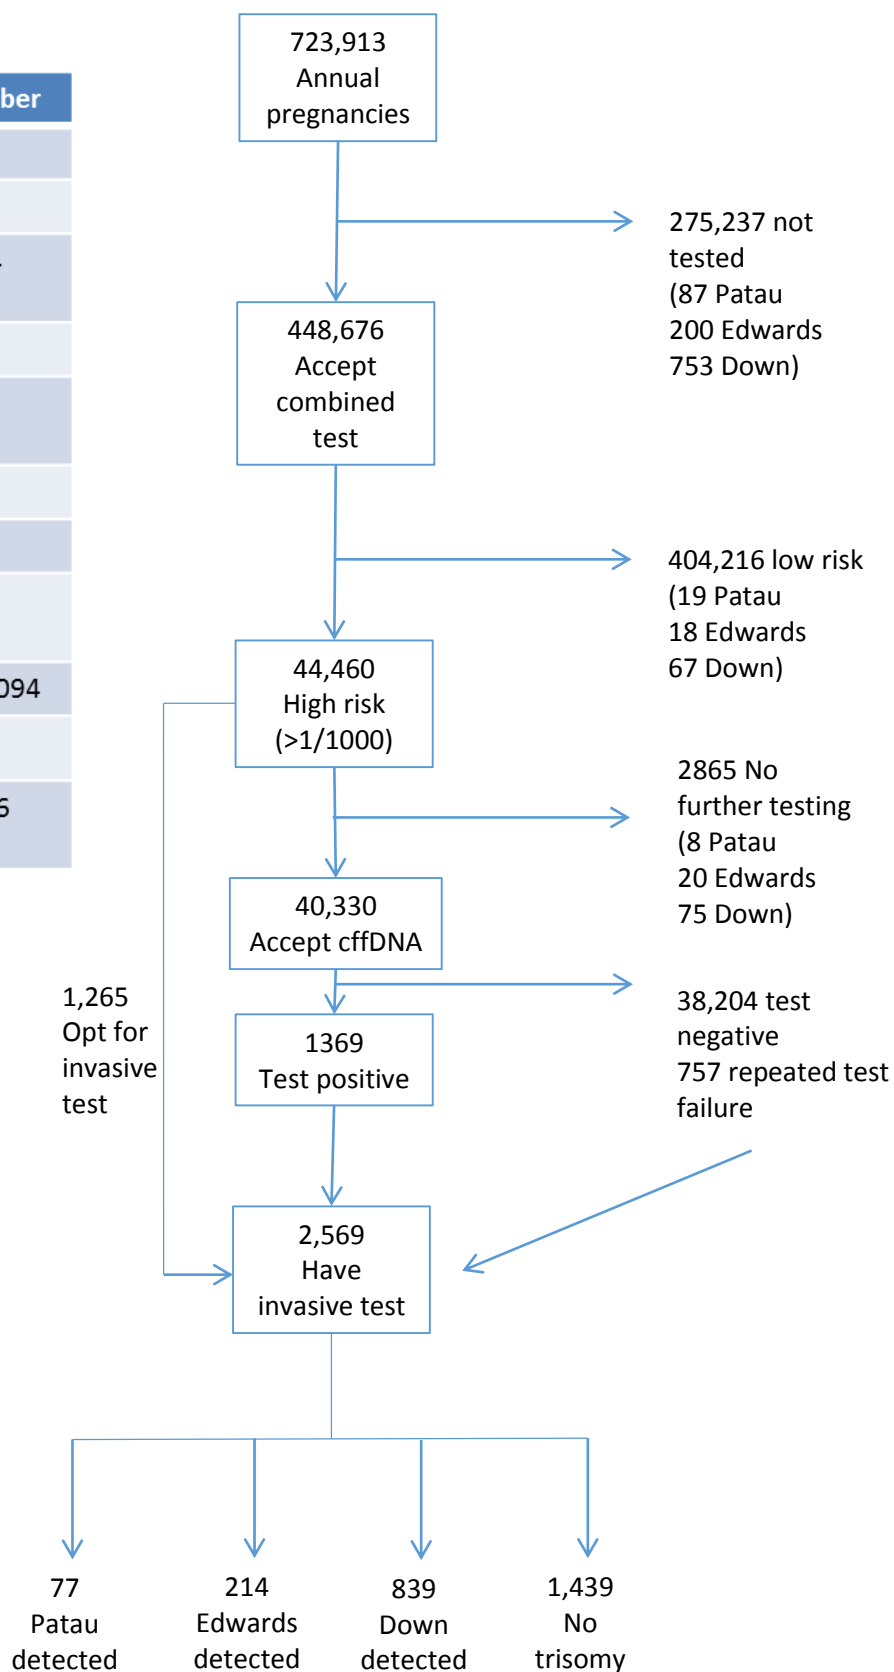 723,913
Annual
pregnancies
ber
275,237 not
tested
(87 Patau
200 Edwards
753 Down)
448,676
Accept
combined
test
404,216 low risk
(19 Patau
18 Edwards
67 Down)
44,460
High risk
(>1/1000)
094
2865 No
further testing
(8 Patau
20 Edwards
75 Down)
40,330
Accept cffDNA
1,265
Opt for
invasive
test
38,204 test
negative
757 repeated test
failure
1369
Test positive
2,569
Have
invasive test
77
Patau
detected
214
Edwards
detected
839
Down
detected
1,439
No
trisomy